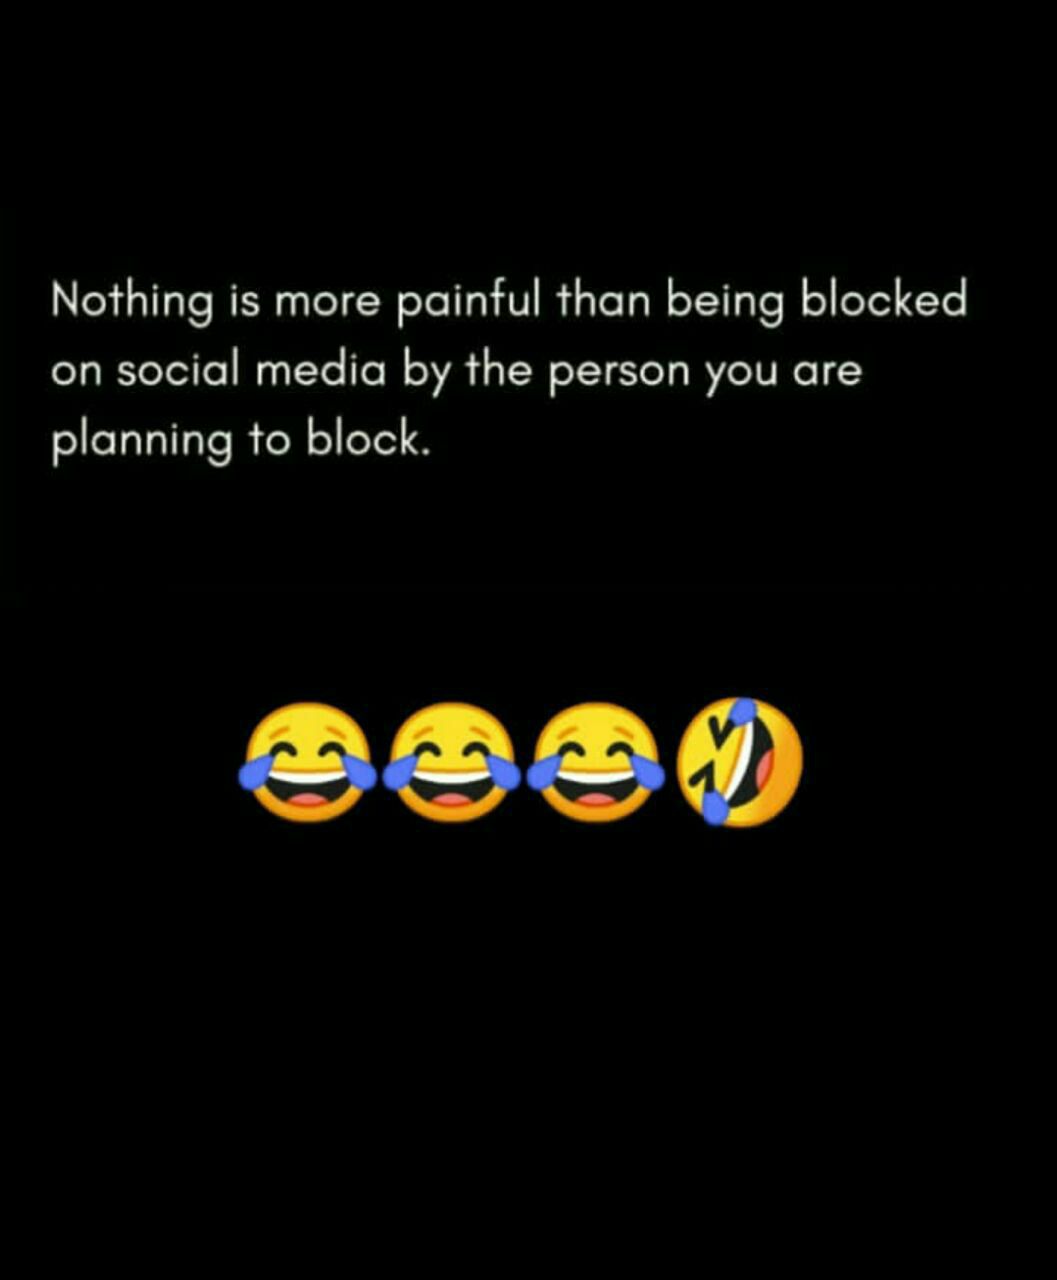 Nothing is more painful than being blocked
on social media by the person you are
planning to block.
😂😂😂🤣